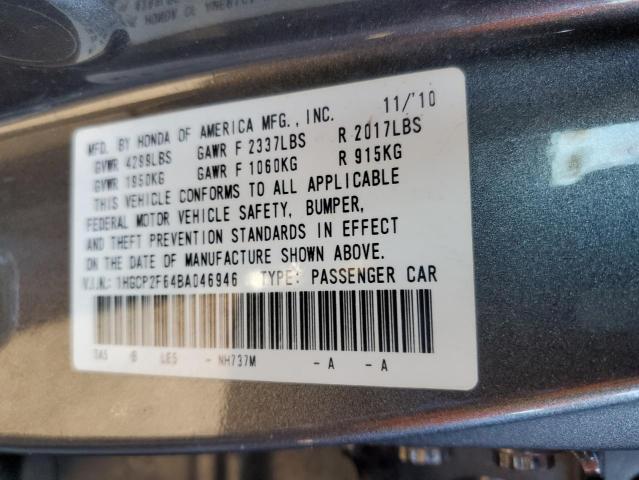 MFD. BY HONDA OF AMERICA MFG., INC. 11/'10
GVWR 4299LBS GAWR F 2337LBS R 2017LBS
GVWR 1950KG GAWR F 1060KG R 915KG
THIS VEHICLE CONFORMS TO ALL APPLICABLE
FEDERAL MOTOR VEHICLE SAFETY, BUMPER,
AND THEFT PREVENTION STANDARDS IN EFFECT
ON THE DATE OF MANUFACTURE SHOWN ABOVE.
V.I.N.: 1HGCP2F64BA046946 TYPE: PASSENGER CAR
-B LES - NH737M - A - A